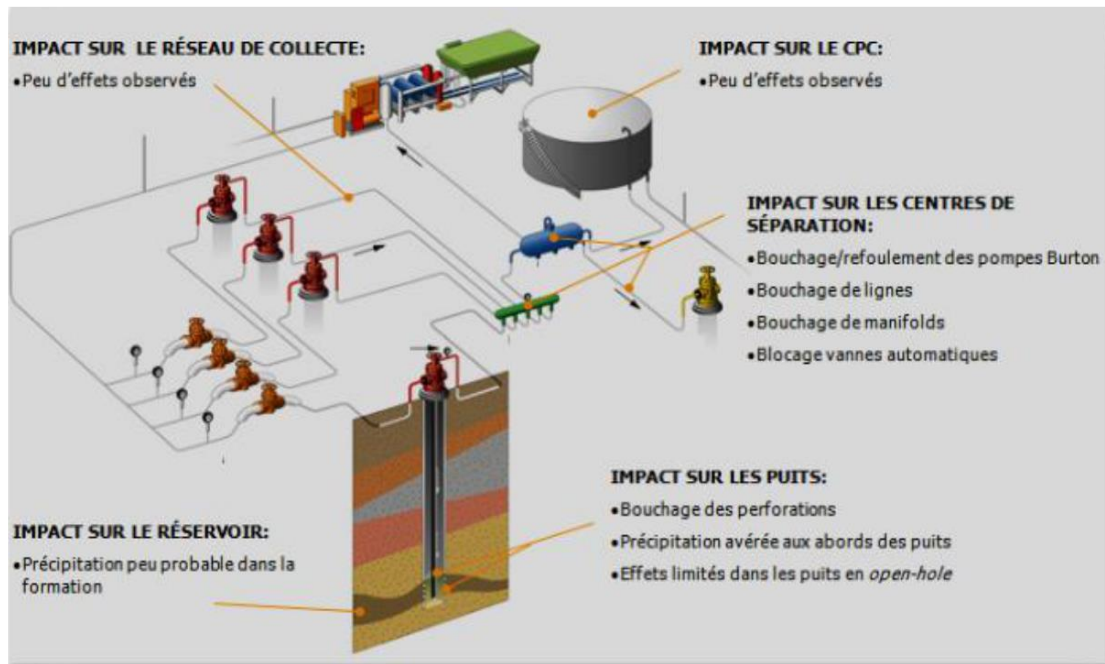 IMPACT SUR LE RÉSEAU DE COLLECTE:
•Peu d'effets observés
IMPACT SUR LE CPC:
•Peu d'effets observés
IMPACT SUR LES CENTRES DE
SÉPARATION:
•Bouchage/refoulement des pompes Burton
•Bouchage de lignes
•Bouchage de manifolds
•Blocage vannes automatiques
IMPACT SUR LES PUITS:
•Bouchage des perforations
•Précipitation avérée aux abords des puits
•Effets limités dans les puits en open-hole
IMPACT SUR LE RÉSERVOIR:
•Précipitation peu probable dans la
formation